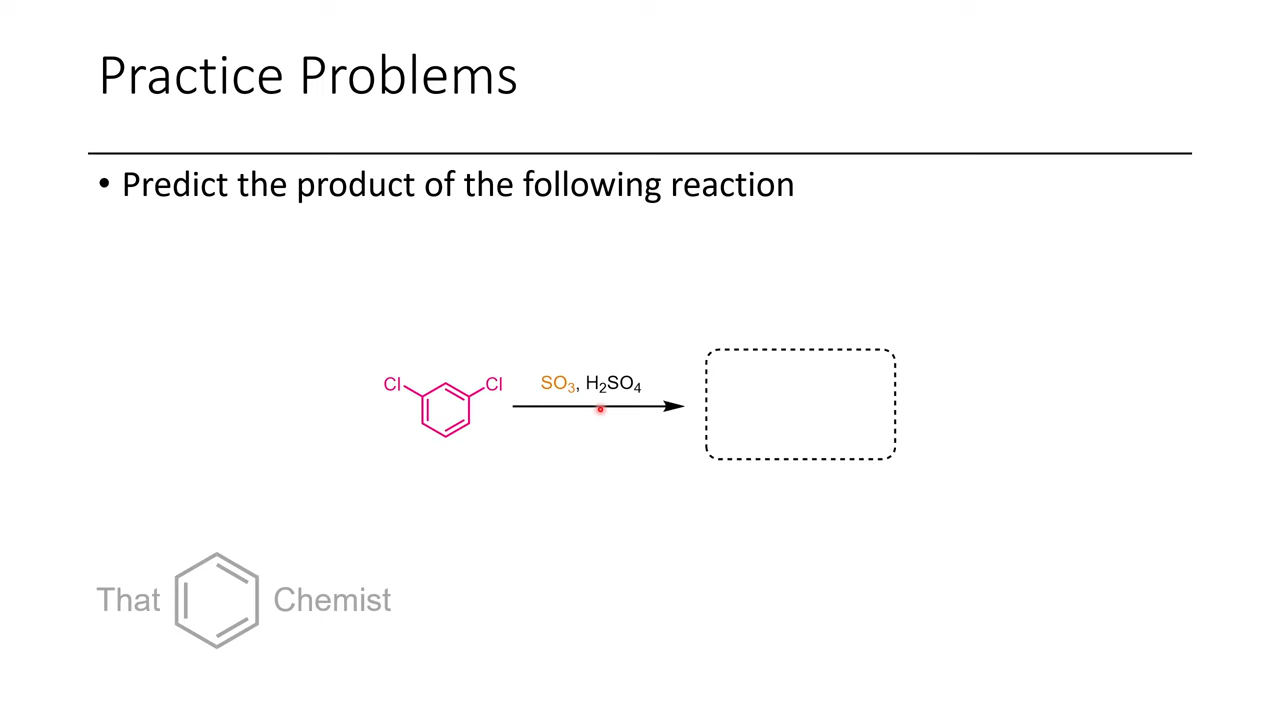 Practice Problems
• Predict the product of the following reaction
Cl Cl SO₃, H₂SO₄
That Chemist